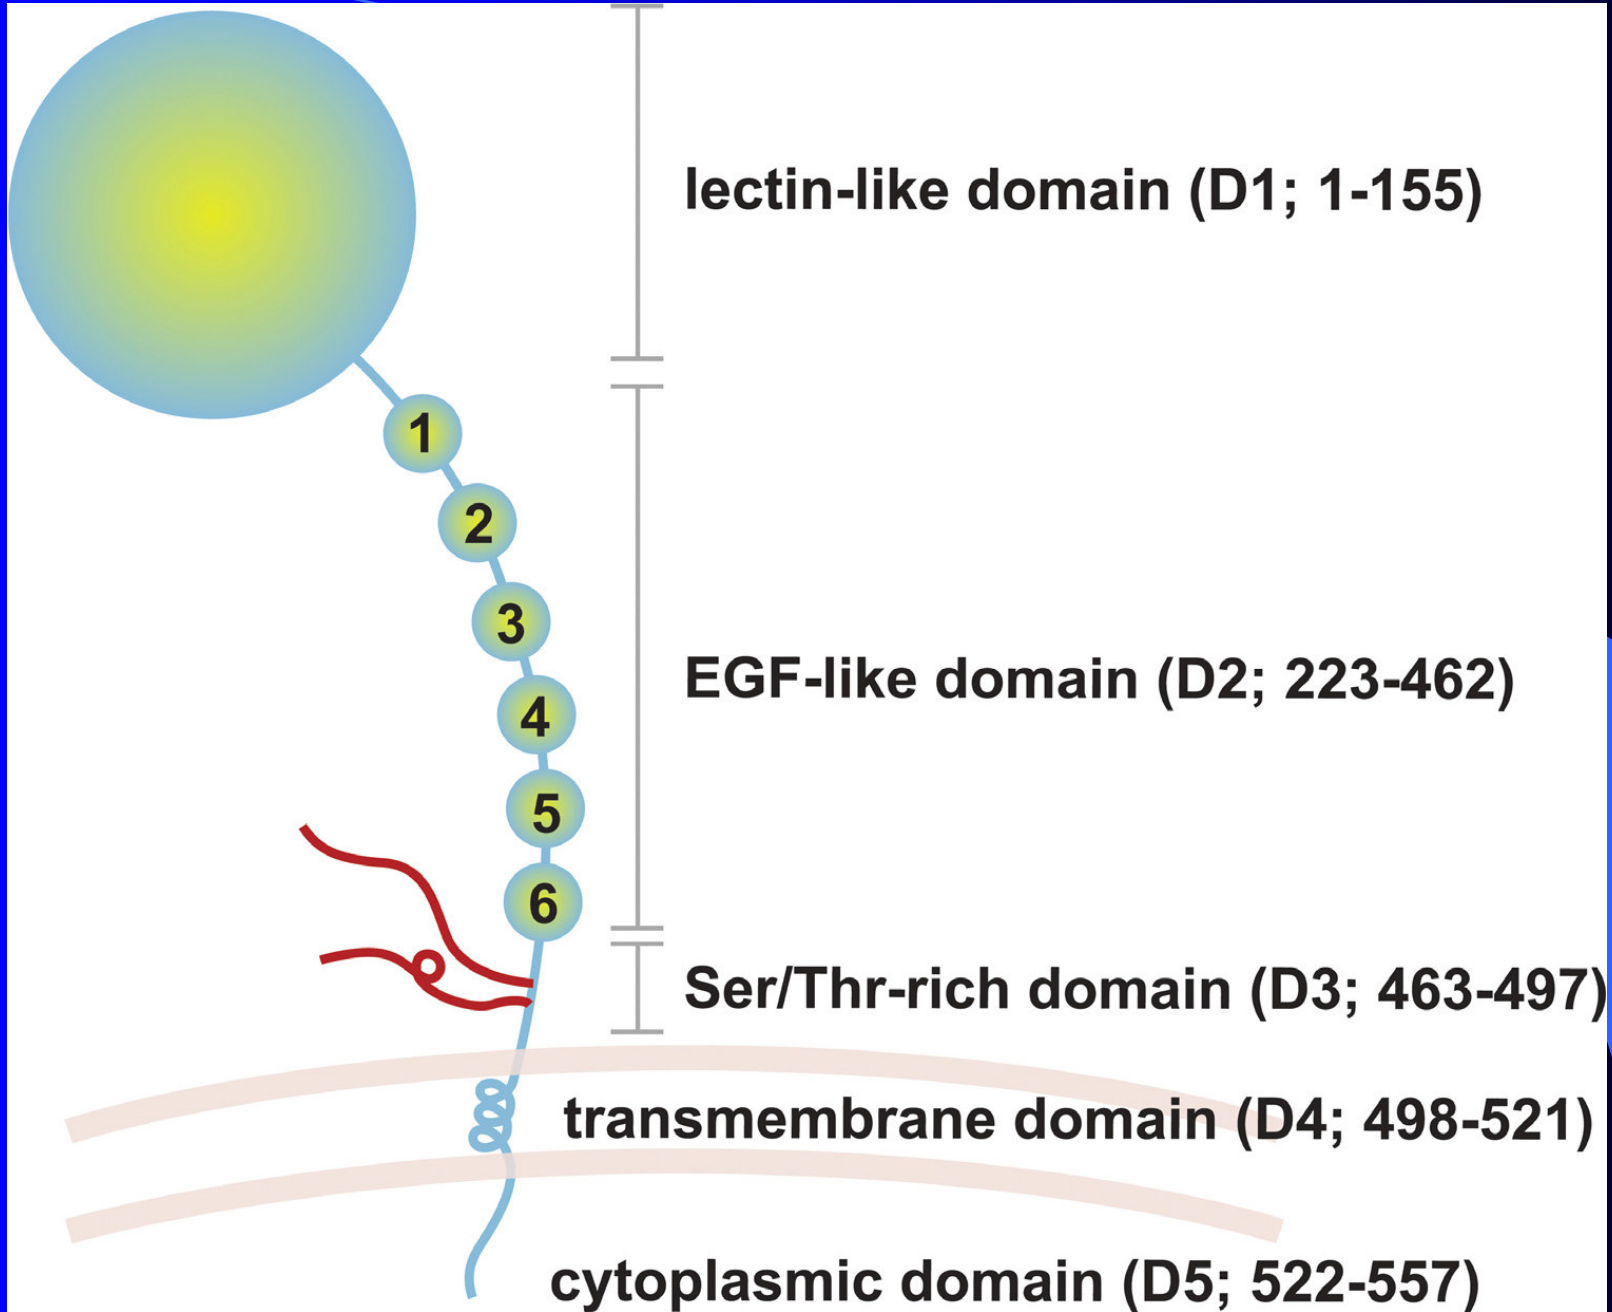 lectin-like domain (D1; 1-155)
1
2
3
EGF-like domain (D2; 223-462)
4
5
6
Ser/Thr-rich domain (D3; 463-497)
transmembrane domain (D4; 498-521)
cytoplasmic domain (D5; 522-557)